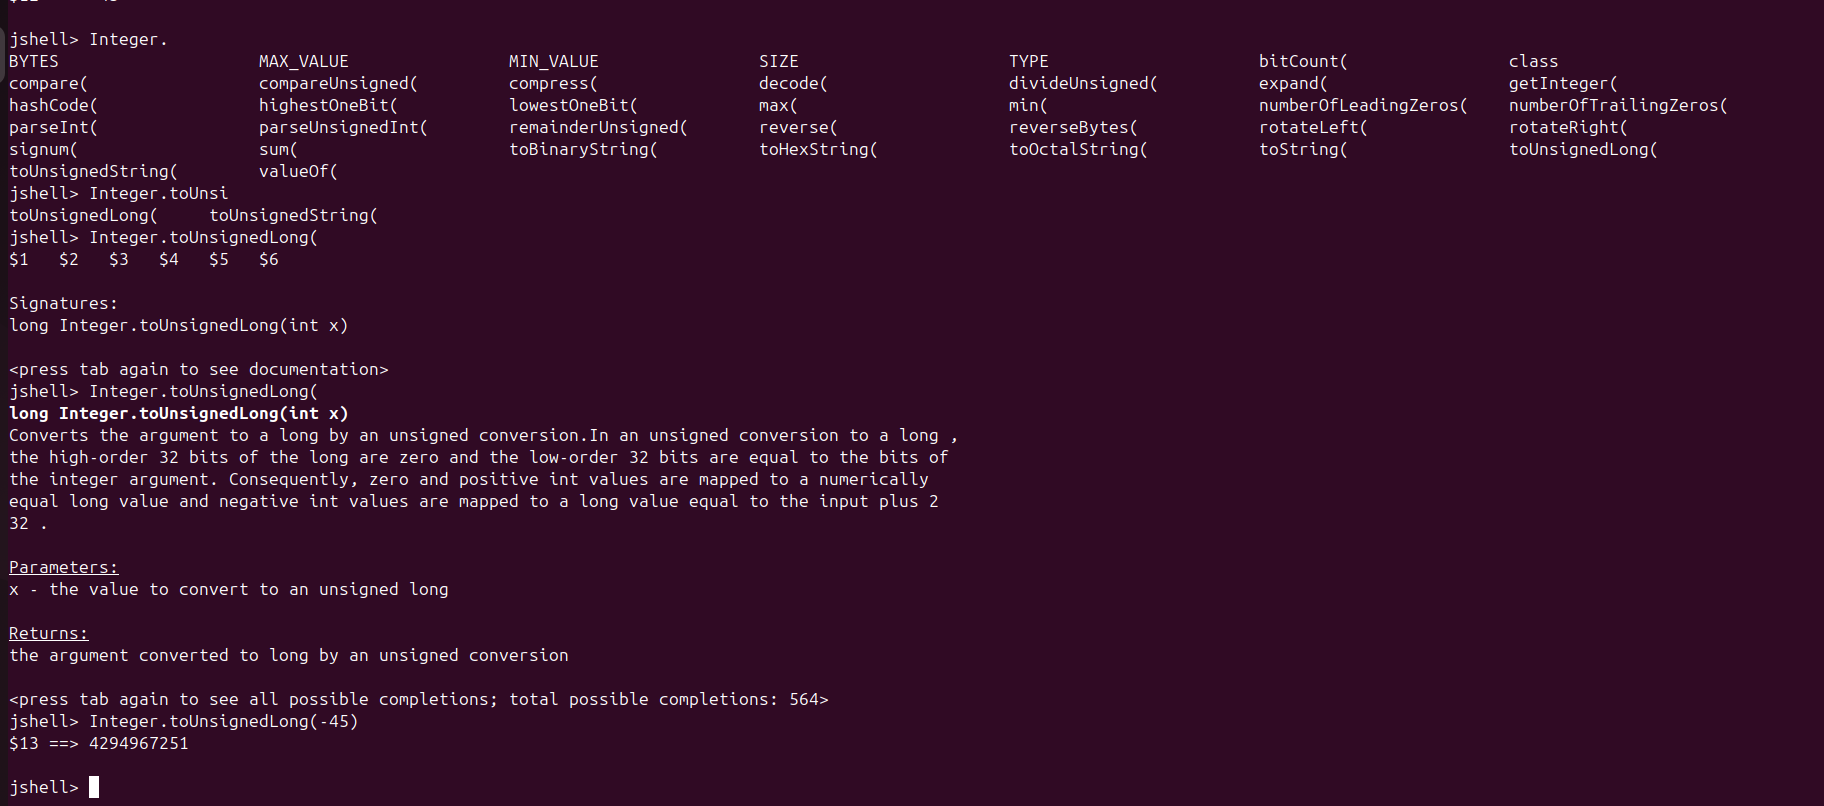 jshell> Integer.
BYTES MAX_VALUE MIN_VALUE SIZE TYPE bitCount( class
compare( compareUnsigned( compress( decode( divideUnsigned( expand( getInteger(
hashCode( highestOneBit( lowestOneBit( max( min( numberOfLeadingZeros( numberOfTrailingZeros(
parseInt( parseUnsignedInt( remainderUnsigned( reverse( reverseBytes( rotateLeft( rotateRight(
signum( sum( toBinaryString( toHexString( toOctalString( toString( toUnsignedLong(
toUnsignedString( valueOf(
jshell> Integer.toUnsi
toUnsignedLong( toUnsignedString(
jshell> Integer.toUnsignedLong(
$1 $2 $3 $4 $5 $6
Signatures:
long Integer.toUnsignedLong(int x)
<press tab again to see documentation>
jshell> Integer.toUnsignedLong(
long Integer.toUnsignedLong(int x)
Converts the argument to a long by an unsigned conversion.In an unsigned conversion to a long ,
the high-order 32 bits of the long are zero and the low-order 32 bits are equal to the bits of
the integer argument. Consequently, zero and positive int values are mapped to a numerically
equal long value and negative int values are mapped to a long value equal to the input plus 2
32 .
Parameters:
x - the value to convert to an unsigned long
Returns:
the argument converted to long by an unsigned conversion
<press tab again to see all possible completions; total possible completions: 564>
jshell> Integer.toUnsignedLong(-45)
$13 ==> 4294967251
jshell>